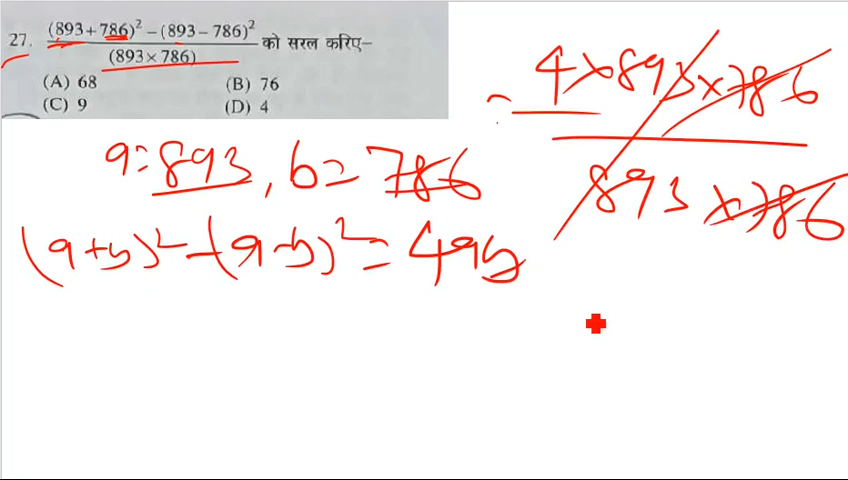 27. (893+786)² – (893–786)²
(893×786) को सरल करिए–
(A) 68 (B) 76
(C) 9 (D) 4
= 4×893×786
893×786
a=893, b=786
(a+b)²-(a-b)²=4ab